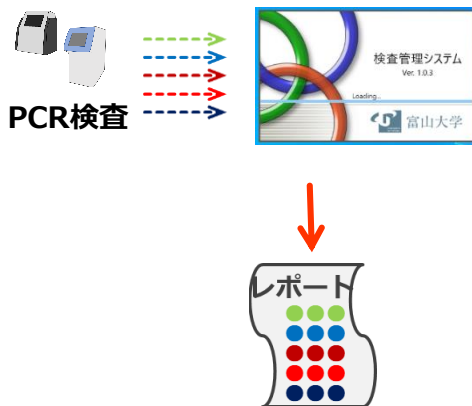 PCR検査
検査管理システム
Ver. 1.0.3
Loading...
富山大学
レポート